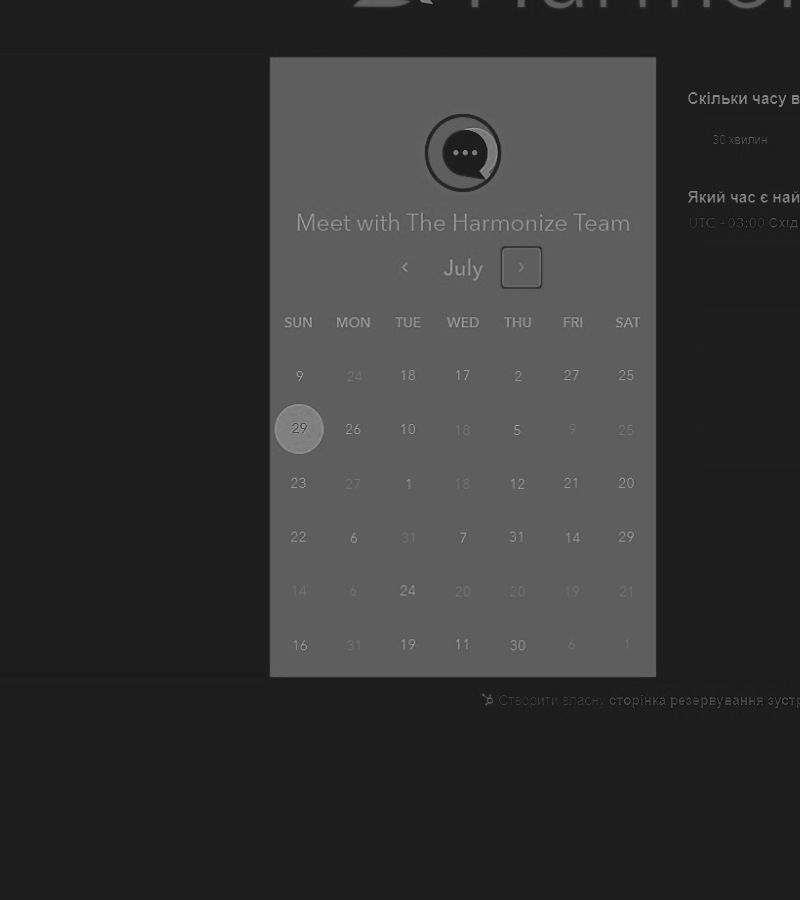 Meet with The Harmonize Team
July
SUN MON TUE WED THU FRI SAT
9 24 18 17 2 27 25
29 26 10 18 5 9 25
23 27 1 18 12 21 20
22 6 31 7 31 14 29
14 6 24 20 20 19 21
16 31 19 11 30 6 1
Скільки часу в
30 хвилин
Який час є най
UTC -03:00 Схід
Створити власну сторінка резервування зустр